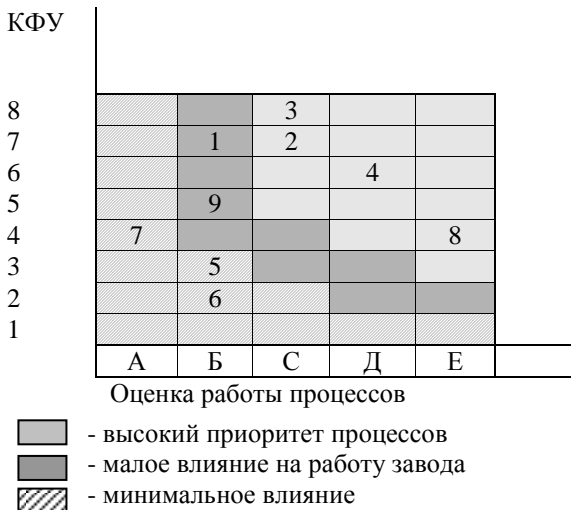 КФУ
8 3
7 1 2
6 4
5 9
4 7 8
3 5
2 6
1
А Б С Д Е
Оценка работы процессов
- высокий приоритет процессов
- малое влияние на работу завода
- минимальное влияние